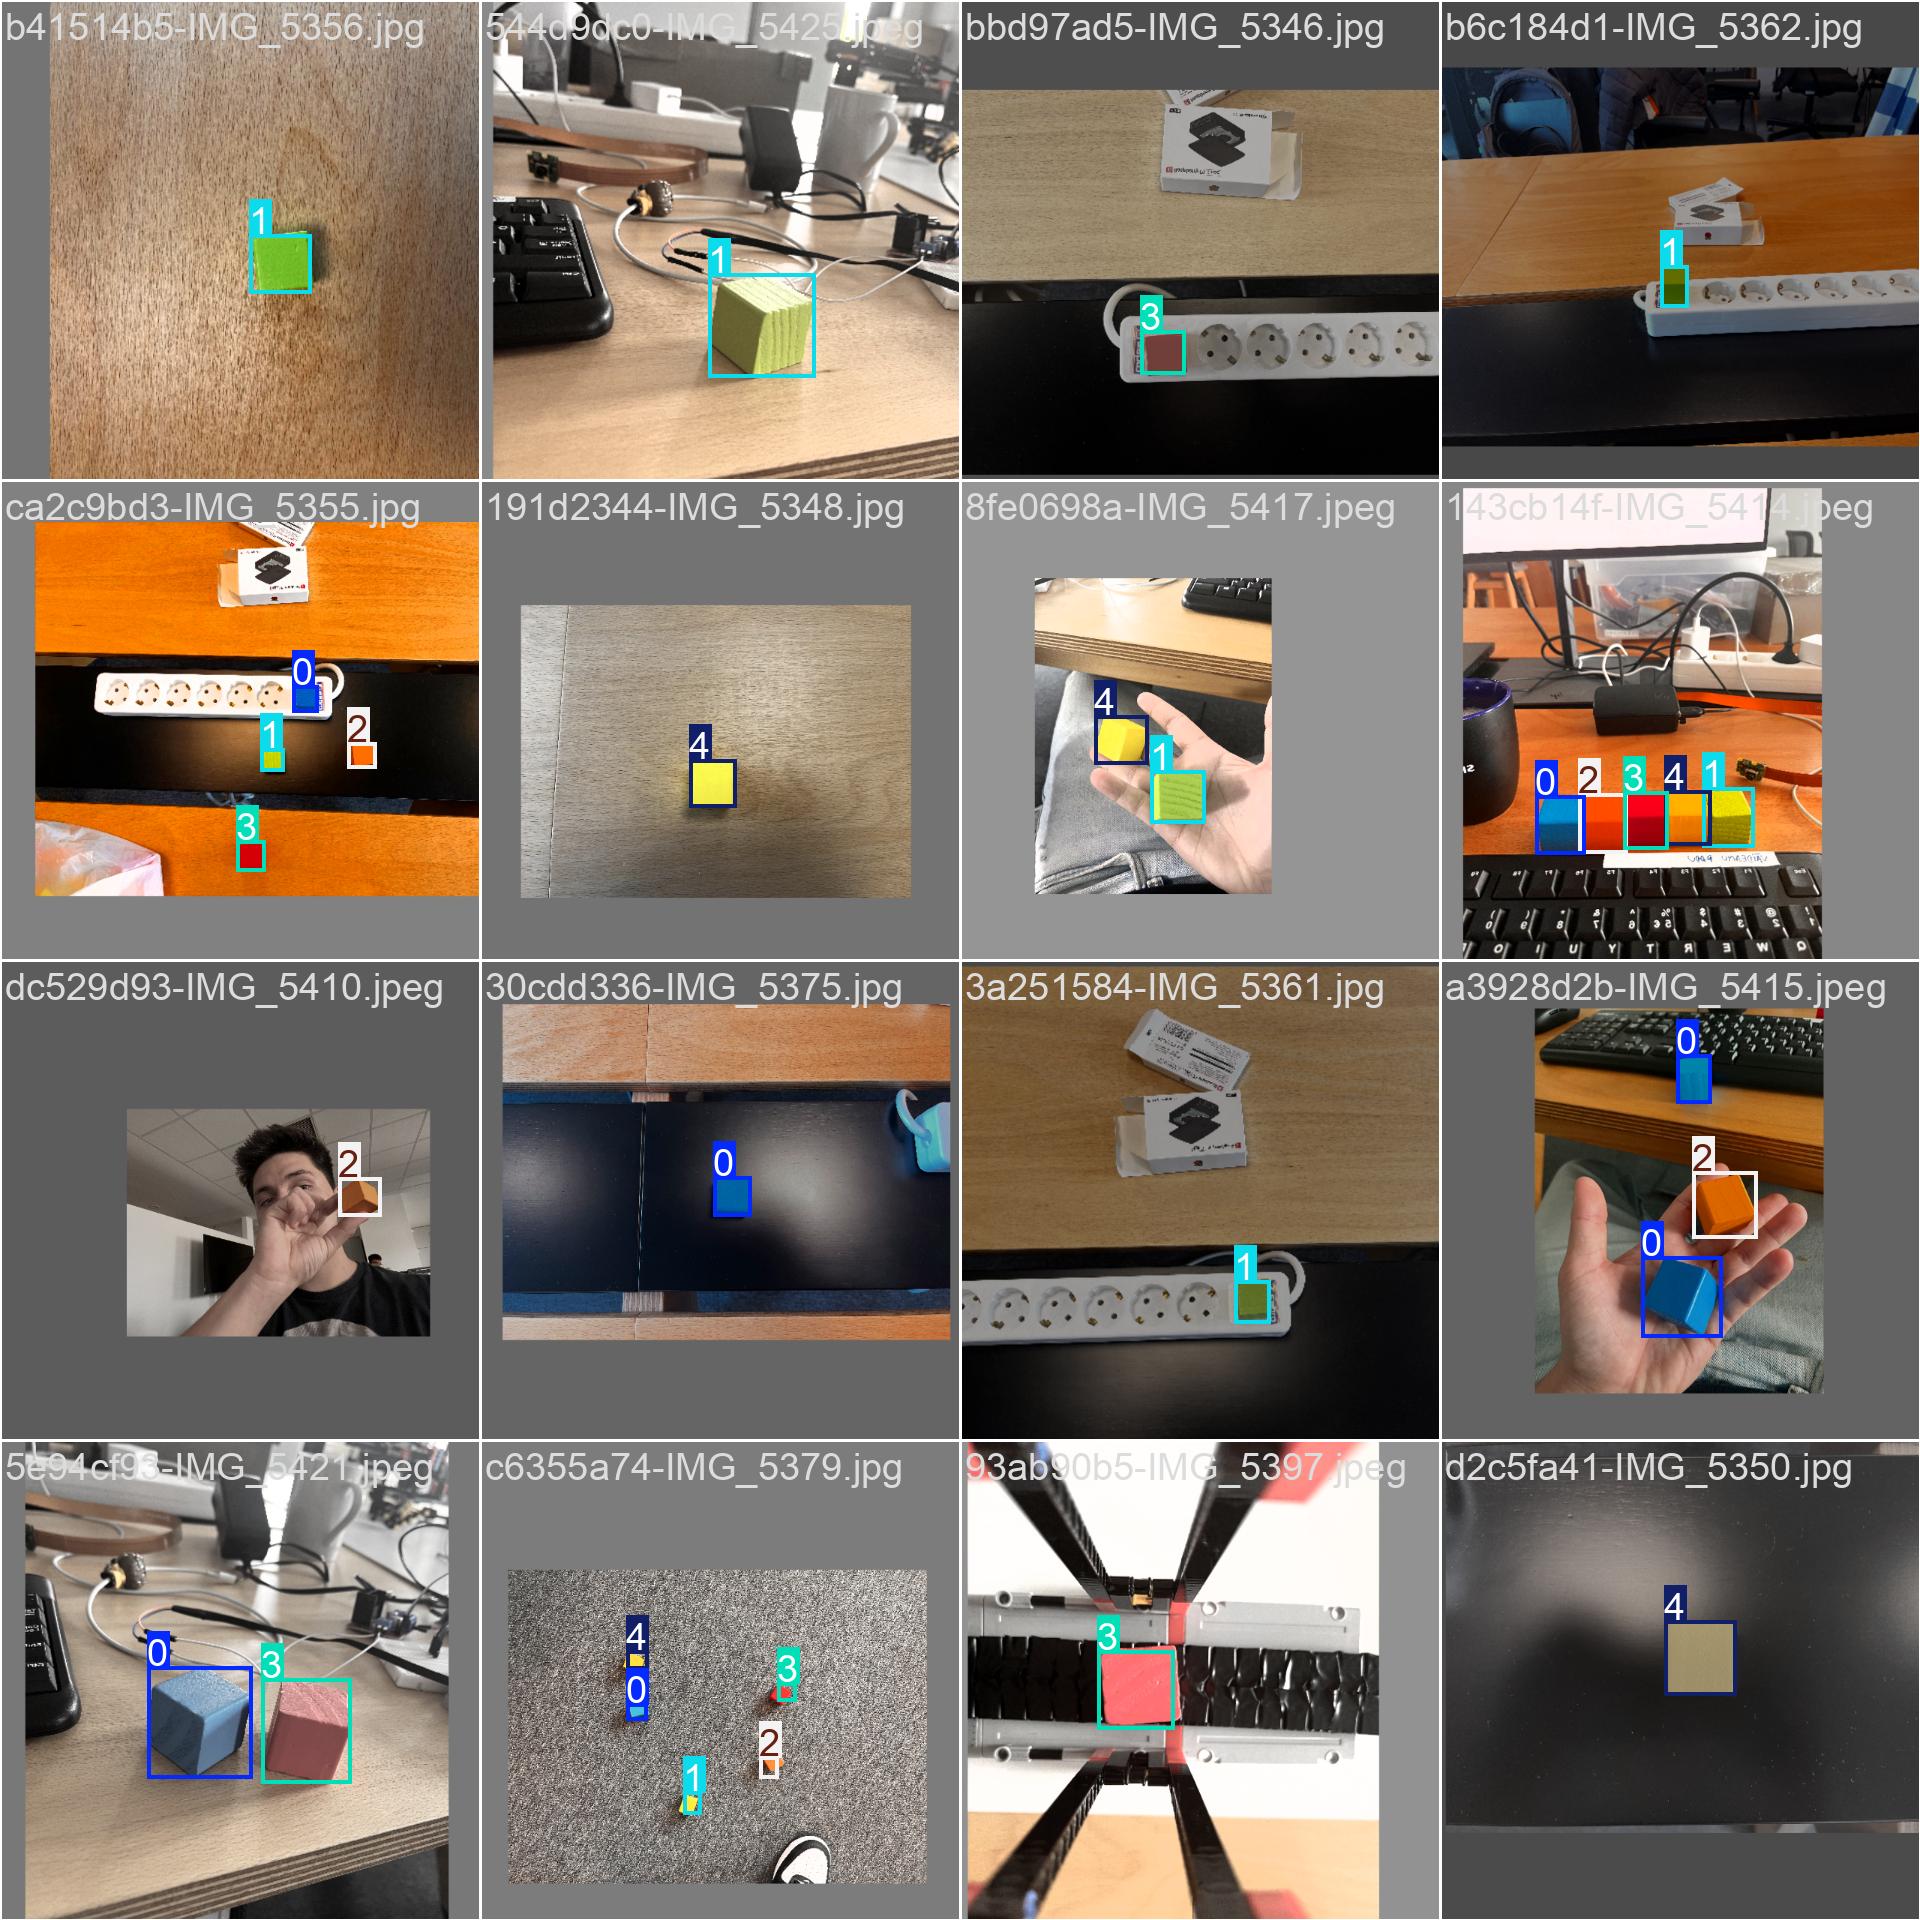 b41514b5-IMG_5356.jpg
544d9dc0-IMG_5425.jpeg
bbd97ad5-IMG_5346.jpg
b6c184d1-IMG_5362.jpg
1
1
3
1
ca2c9bd3-IMG_5355.jpg
191d2344-IMG_5348.jpg
8fe0698a-IMG_5417.jpeg
143cb14f-IMG_5414.jpeg
0
1
2
3
4
4
1
0
2
3
4
1
dc529d93-IMG_5410.jpeg
30cdd336-IMG_5375.jpg
3a251584-IMG_5361.jpg
a3928d2b-IMG_5415.jpeg
2
0
1
0
2
0
5e94cf93-IMG_5421.jpeg
c6355a74-IMG_5379.jpg
93ab90b5-IMG_5397.jpeg
d2c5fa41-IMG_5350.jpg
0
3
4
0
3
2
1
3
4